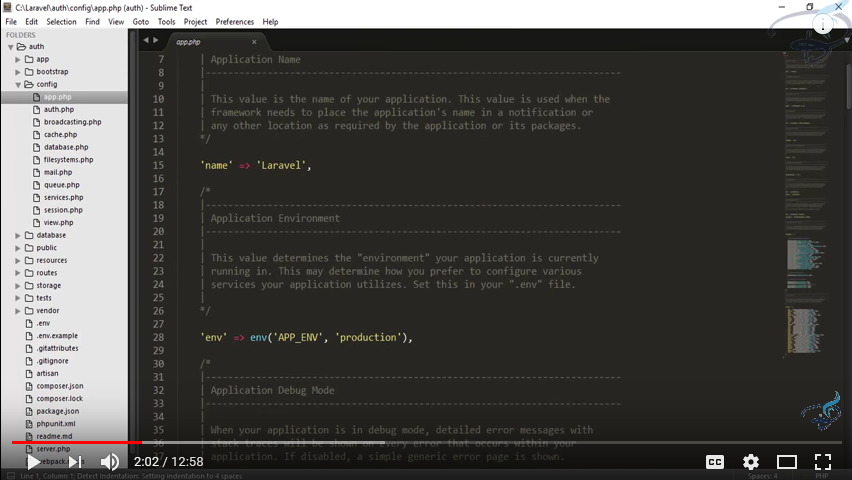 C:\Laravel\auth\config\app.php (auth) - Sublime Text
File Edit Selection Find View Goto Tools Project Preferences Help
FOLDERS
auth
app
bootstrap
config
app.php
auth.php
broadcasting.php
cache.php
database.php
filesystems.php
mail.php
queue.php
services.php
session.php
view.php
database
public
resources
routes
storage
tests
vendor
.env
.env.example
.gitattributes
.gitignore
artisan
composer.json
composer.lock
package.json
phpunit.xml
readme.md
server.php
webpack
app.php
7 | Application Name
8 |--------------------------------------------------------------------------
9 |
10 | This value is the name of your application. This value is used when the
11 | framework needs to place the application's name in a notification or
12 | any other location as required by the application or its packages.
13 */
14
15 'name' => 'Laravel',
16
17 /*
18 |--------------------------------------------------------------------------
19 | Application Environment
20 |--------------------------------------------------------------------------
21 |
22 | This value determines the "environment" your application is currently
23 | running in. This may determine how you prefer to configure various
24 | services your application utilizes. Set this in your ".env" file.
25 |
26 */
27
28 'env' => env('APP_ENV', 'production'),
29
30 /*
31 |--------------------------------------------------------------------------
32 | Application Debug Mode
33 |--------------------------------------------------------------------------
34 |
35 | When your application is in debug mode, detailed error messages with
36 | stack traces will be shown on every error that occurs within your
37 | application. If disabled, a simple generic error page is shown.
2:02 / 12:58
CC
Line 1, Column 1; Detect Indentation: Setting indentation to 4 spaces
Spaces: 4
PHP